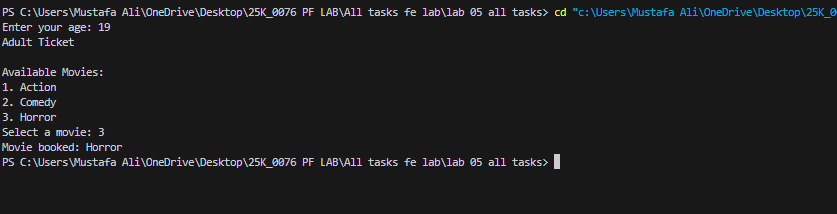 PS C:\Users\Mustafa Ali\OneDrive\Desktop\25K_0076 PF LAB\All tasks fe lab\lab 05 all tasks> cd "c:\Users\Mustafa Ali\OneDrive\Desktop\25K_0
Enter your age: 19
Adult Ticket
Available Movies:
1. Action
2. Comedy
3. Horror
Select a movie: 3
Movie booked: Horror
PS C:\Users\Mustafa Ali\OneDrive\Desktop\25K_0076 PF LAB\All tasks fe lab\lab 05 all tasks>